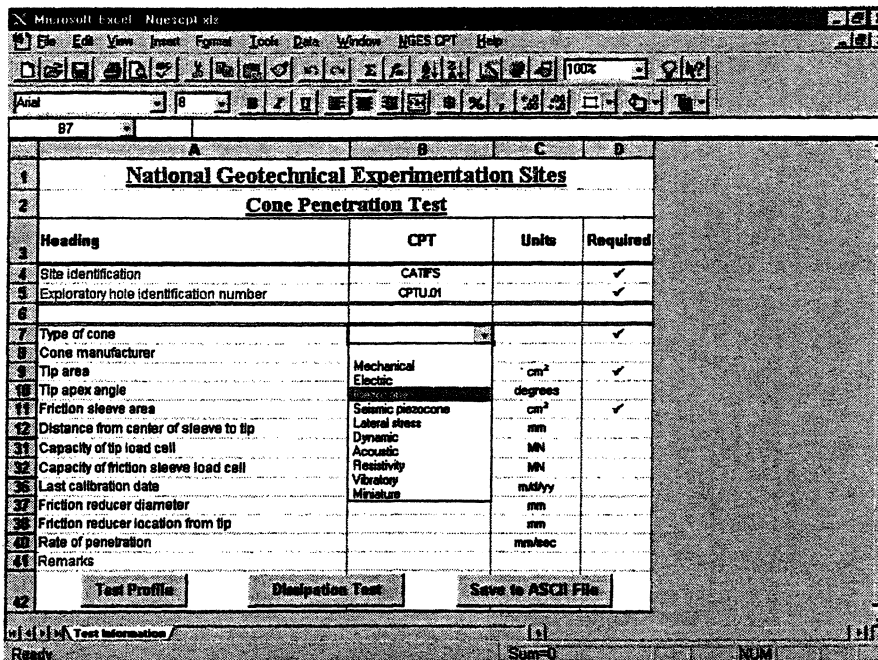 Microsoft Excel - Ngescpt.xls
File Edit View Insert Format Tools Data Window NGES CPT Help
100%
Arial 8
B7
A B C D
1 National Geotechnical Experimentation Sites
2 Cone Penetration Test
3 Heading CPT Units Required
4 Site identification CATIFS ✔
5 Exploratory hole identification number CPTU.01 ✔
6
7 Type of cone ✔
8 Cone manufacturer
9 Tip area Mechanical cm² ✔
Electric
10 Tip apex angle degrees
11 Friction sleeve area Seismic piezocone cm² ✔
12 Distance from center of sleeve to tip Lateral stress mm
Dynamic
31 Capacity of tip load cell Acoustic MN
32 Capacity of friction sleeve load cell Resistivity MN
36 Last calibration date Vibratory m/d/yy
Miniature
37 Friction reducer diameter mm
38 Friction reducer location from tip mm
40 Rate of penetration mm/sec
41 Remarks
42 Test Profile Dissipation Test Save to ASCII File
Test Information
Ready Sum=0 NUM